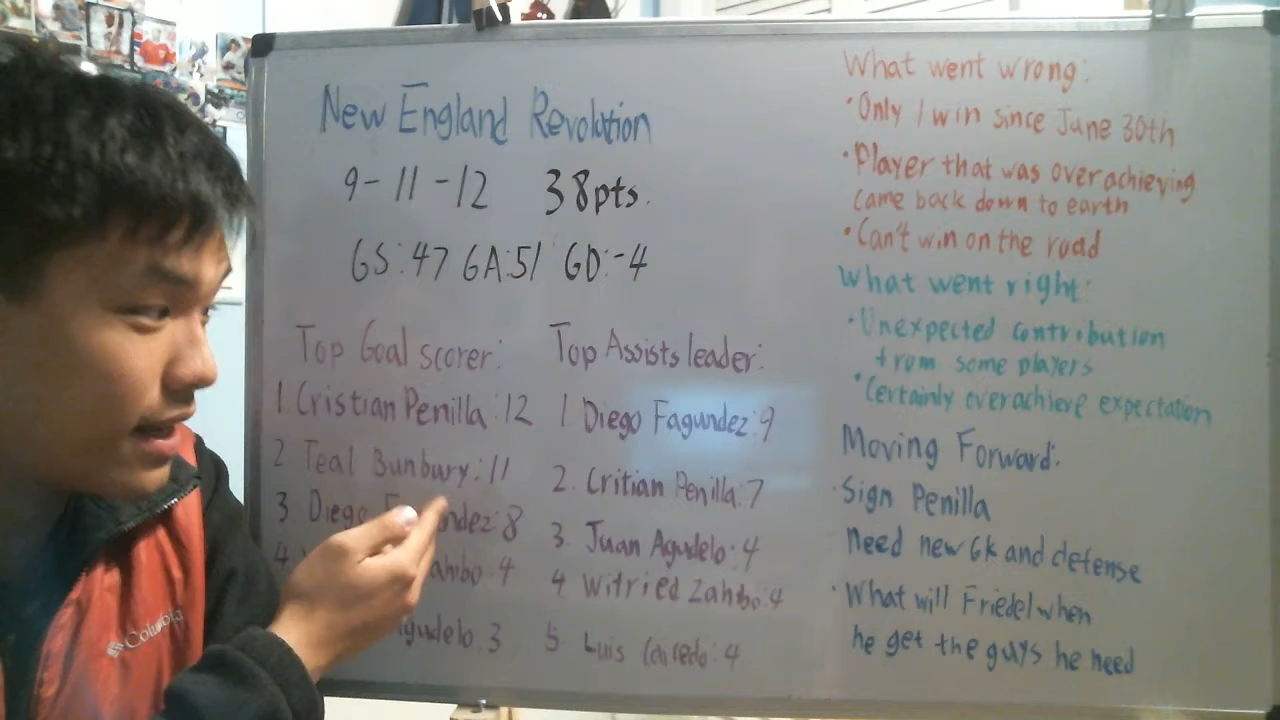 New England Revolution
9-11-12 38pts.
GS:47 GA:51 GD:-4
Top Goal scorer:
1. Cristian Penilla:12
2 Teal Bunbury:11
3 Diego ndez:8
4 ahibo.4
gudelo.3
Top Assists leader:
1 Diego Fagundez:9
2. Critian Penilla:7
3. Juan Agudelo:4
4 Wilfried Zahibo:4
5. Luis :4
What went wrong:
•Only 1 win since June 30th
•Player that was overachieving
came back down to earth
•Can't win on the road
What went right:
•Unexpected contribution
from some players
•Certainly overachieve expectation
Moving Forward:
•Sign Penilla
Need new GK and defense
•What will Friedel when
he get the guys he need
Columbia